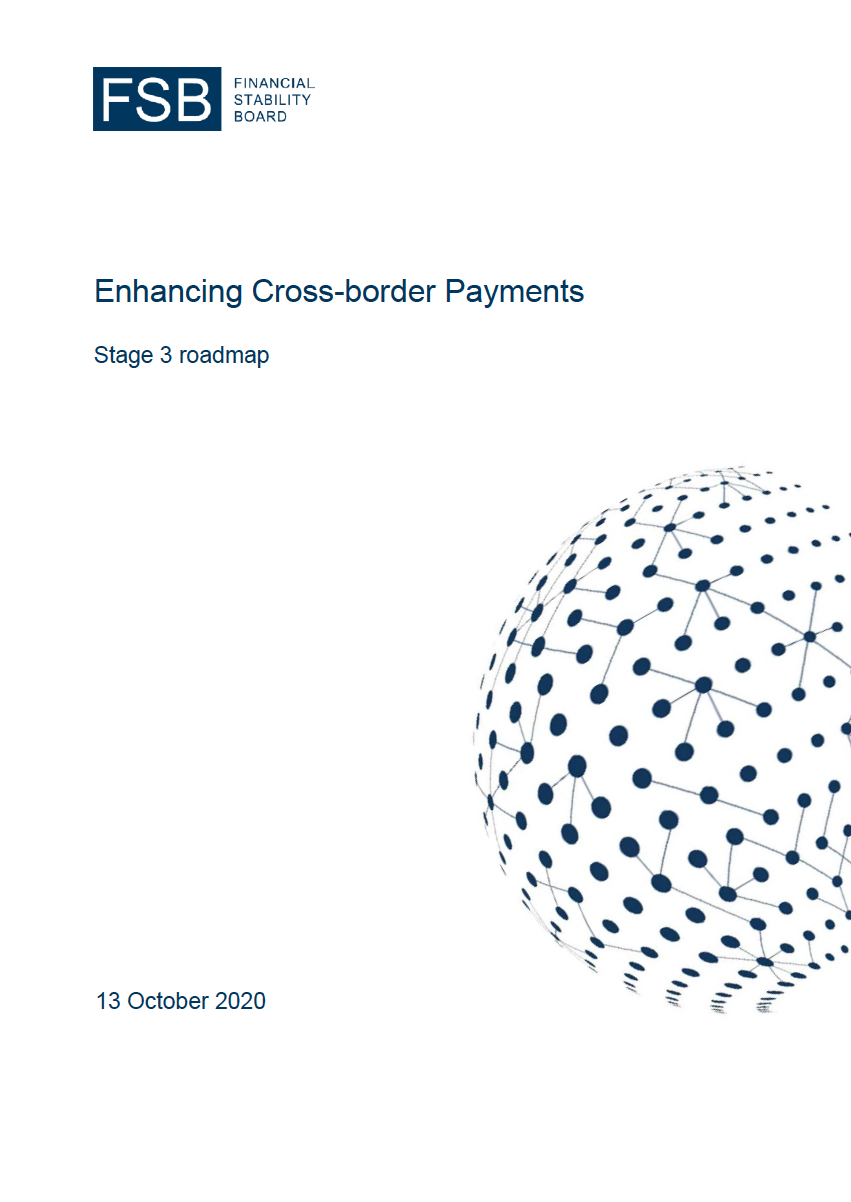 FSB
FINANCIAL
STABILITY
BOARD
Enhancing Cross-border Payments
Stage 3 roadmap
13 October 2020